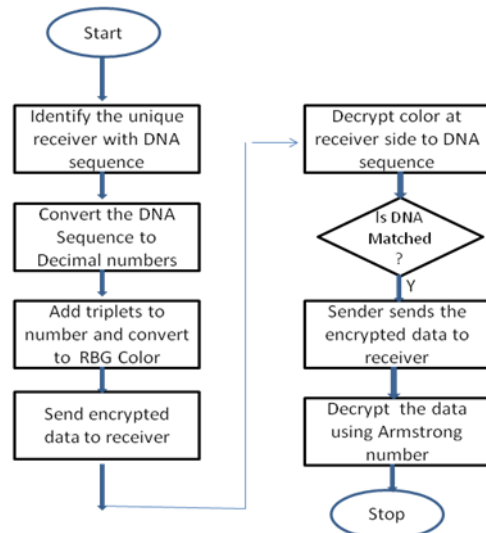 Start
Identify the unique
receiver with DNA
sequence
Convert the DNA
Sequence to
Decimal numbers
Add triplets to
number and convert
to RBG Color
Send encrypted
data to receiver
Decrypt color at
receiver side to DNA
sequence
Is DNA
Matched
?
Y
Sender sends the
encrypted data to
receiver
Decrypt the data
using Armstrong
number
Stop